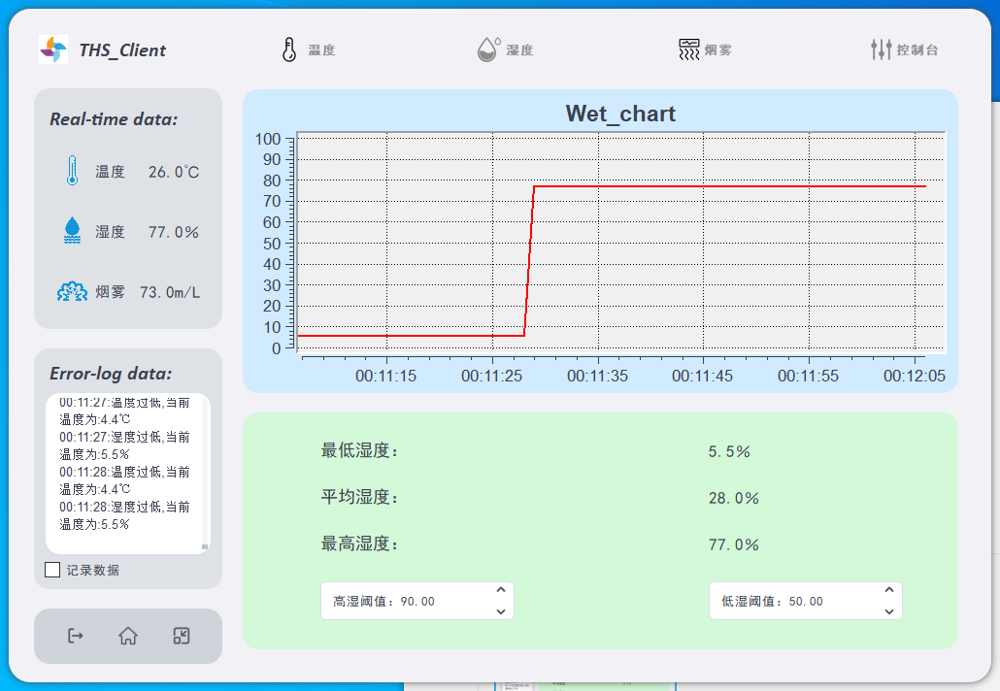 THS_Client
温度
湿度
烟雾
控制台
Real-time data:
温度 26.0℃
湿度 77.0%
烟雾 73.0m/L
Error-log data:
00:11:27:温度过低,当前
温度为:4.4℃
00:11:27:湿度过低,当前
温度为:5.5%
00:11:28:温度过低,当前
温度为:4.4℃
00:11:28:湿度过低,当前
温度为:5.5%
记录数据
Wet_chart
100
90
80
70
60
50
40
30
20
10
0
00:11:15 00:11:25 00:11:35 00:11:45 00:11:55 00:12:05
最低湿度: 5.5%
平均湿度: 28.0%
最高湿度: 77.0%
高湿阈值: 90.00
低湿阈值: 50.00